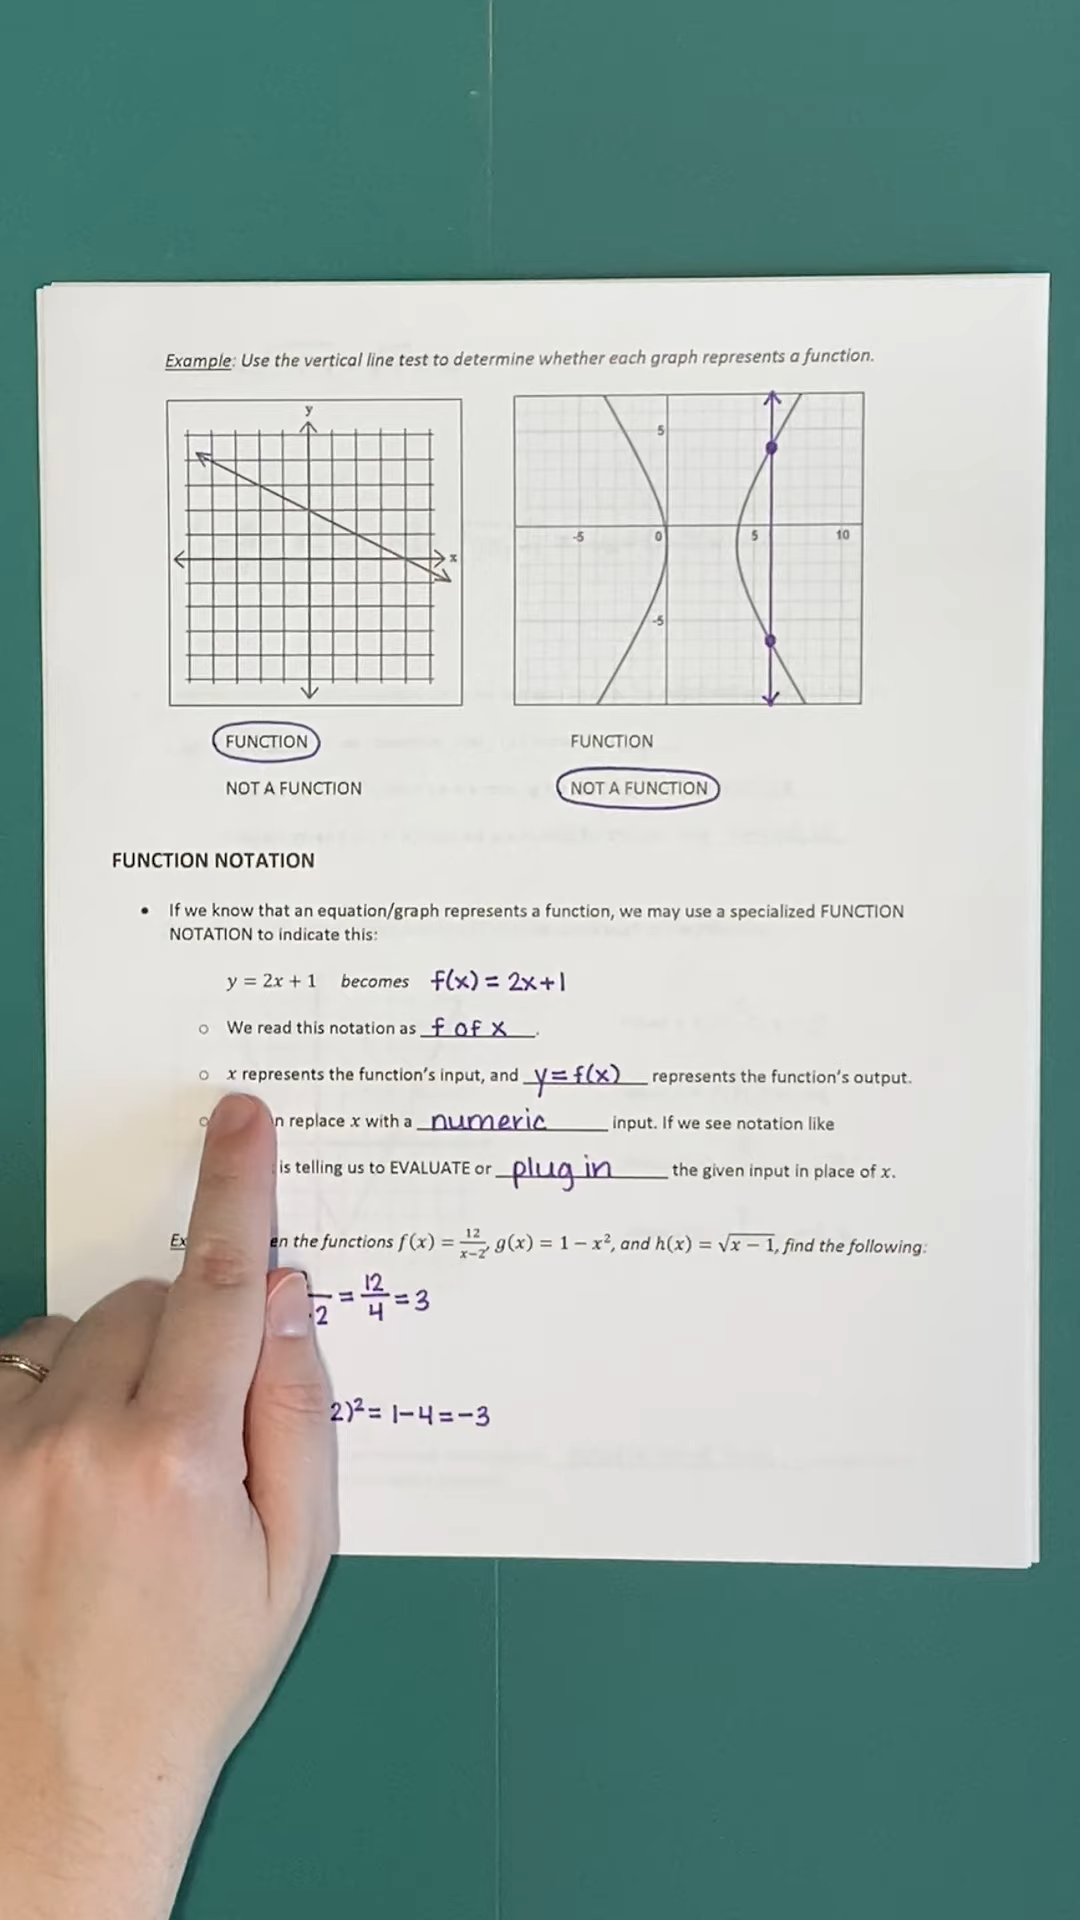 Example: Use the vertical line test to determine whether each graph represents a function.
y
x
5
-5 0 5 10
-5
FUNCTION FUNCTION
NOT A FUNCTION NOT A FUNCTION
FUNCTION NOTATION
• If we know that an equation/graph represents a function, we may use a specialized FUNCTION
NOTATION to indicate this:
y = 2x + 1 becomes f(x) = 2x+1
○ We read this notation as f of x.
○ x represents the function's input, and y = f(x) represents the function's output.
replace x with a numeric input. If we see notation like
is telling us to EVALUATE or plug in the given input in place of x.
the functions f(x) = 12/(x−2), g(x) = 1 − x², and h(x) = √(x − 1), find the following:
2 = 12/4 = 3
2)² = 1-4 = -3